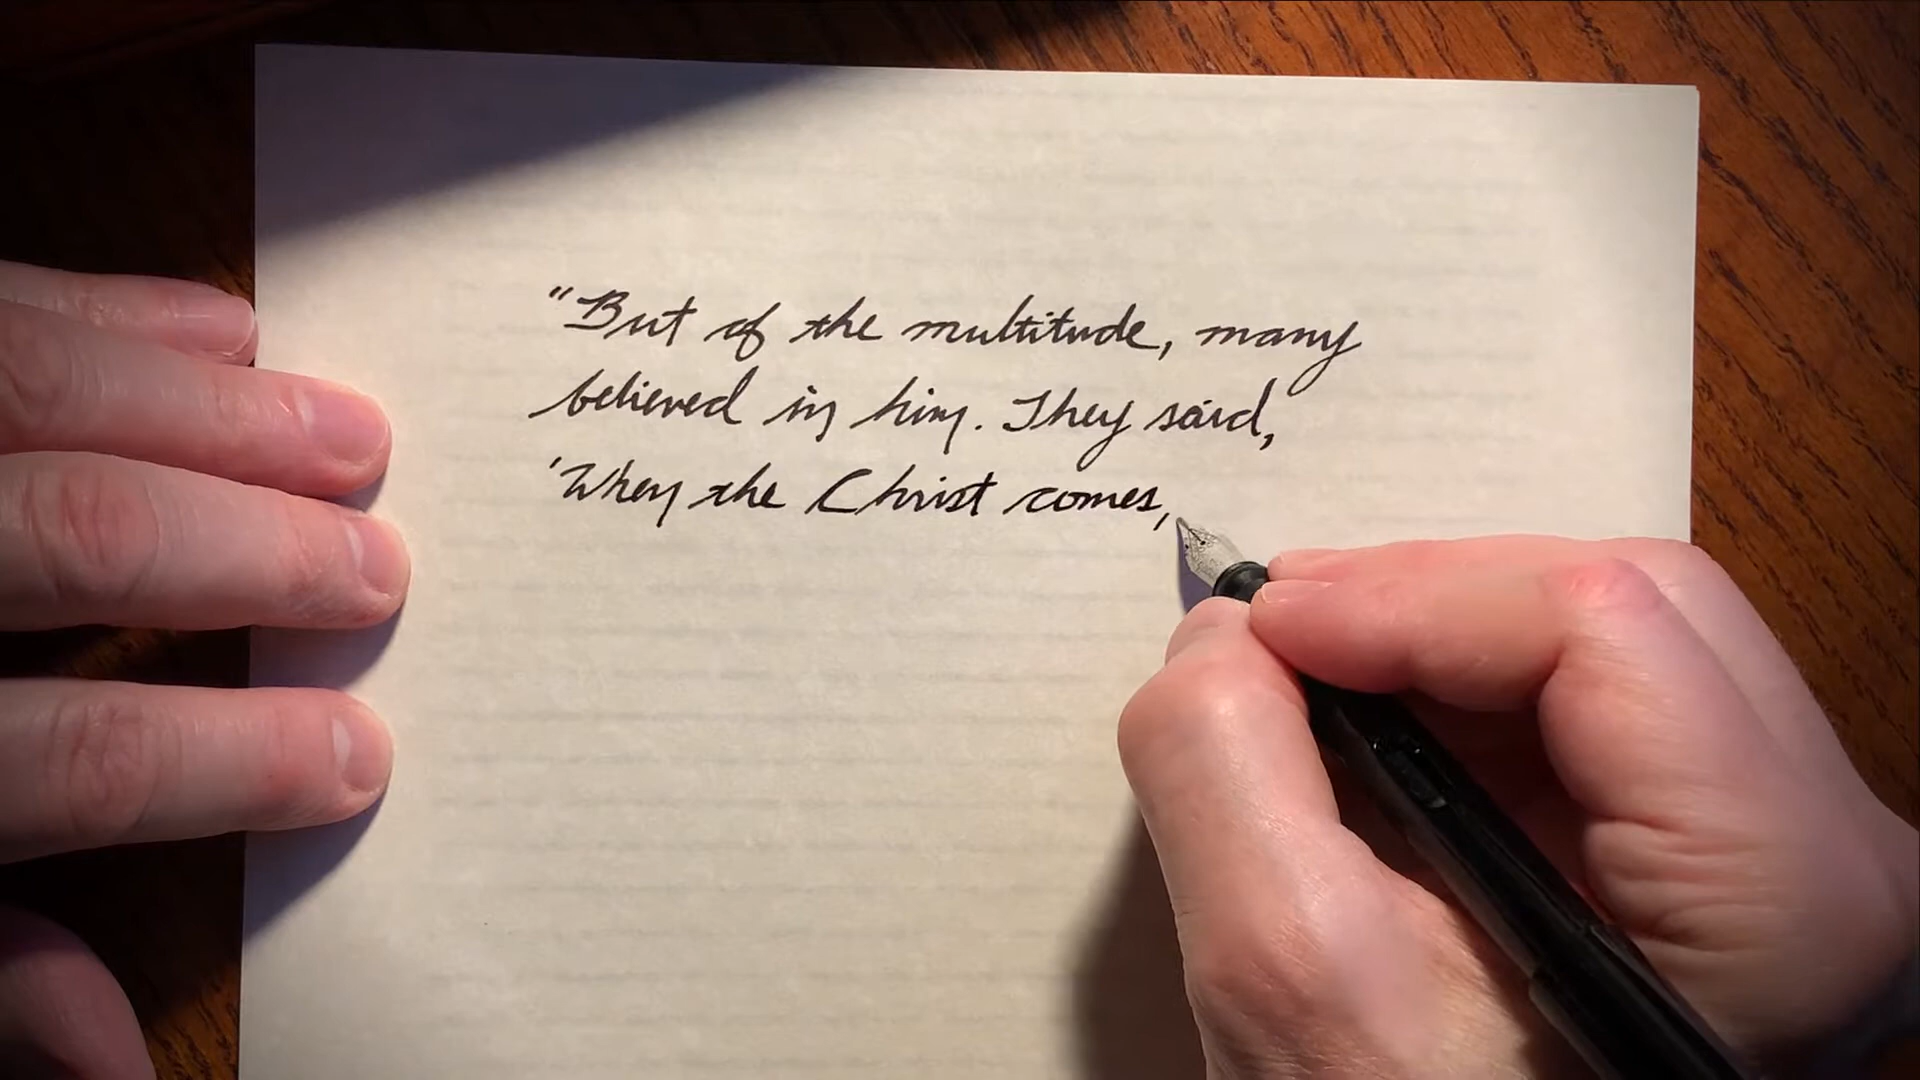 "But of the multitude, many
believed in him. They said,
'When the Christ comes,